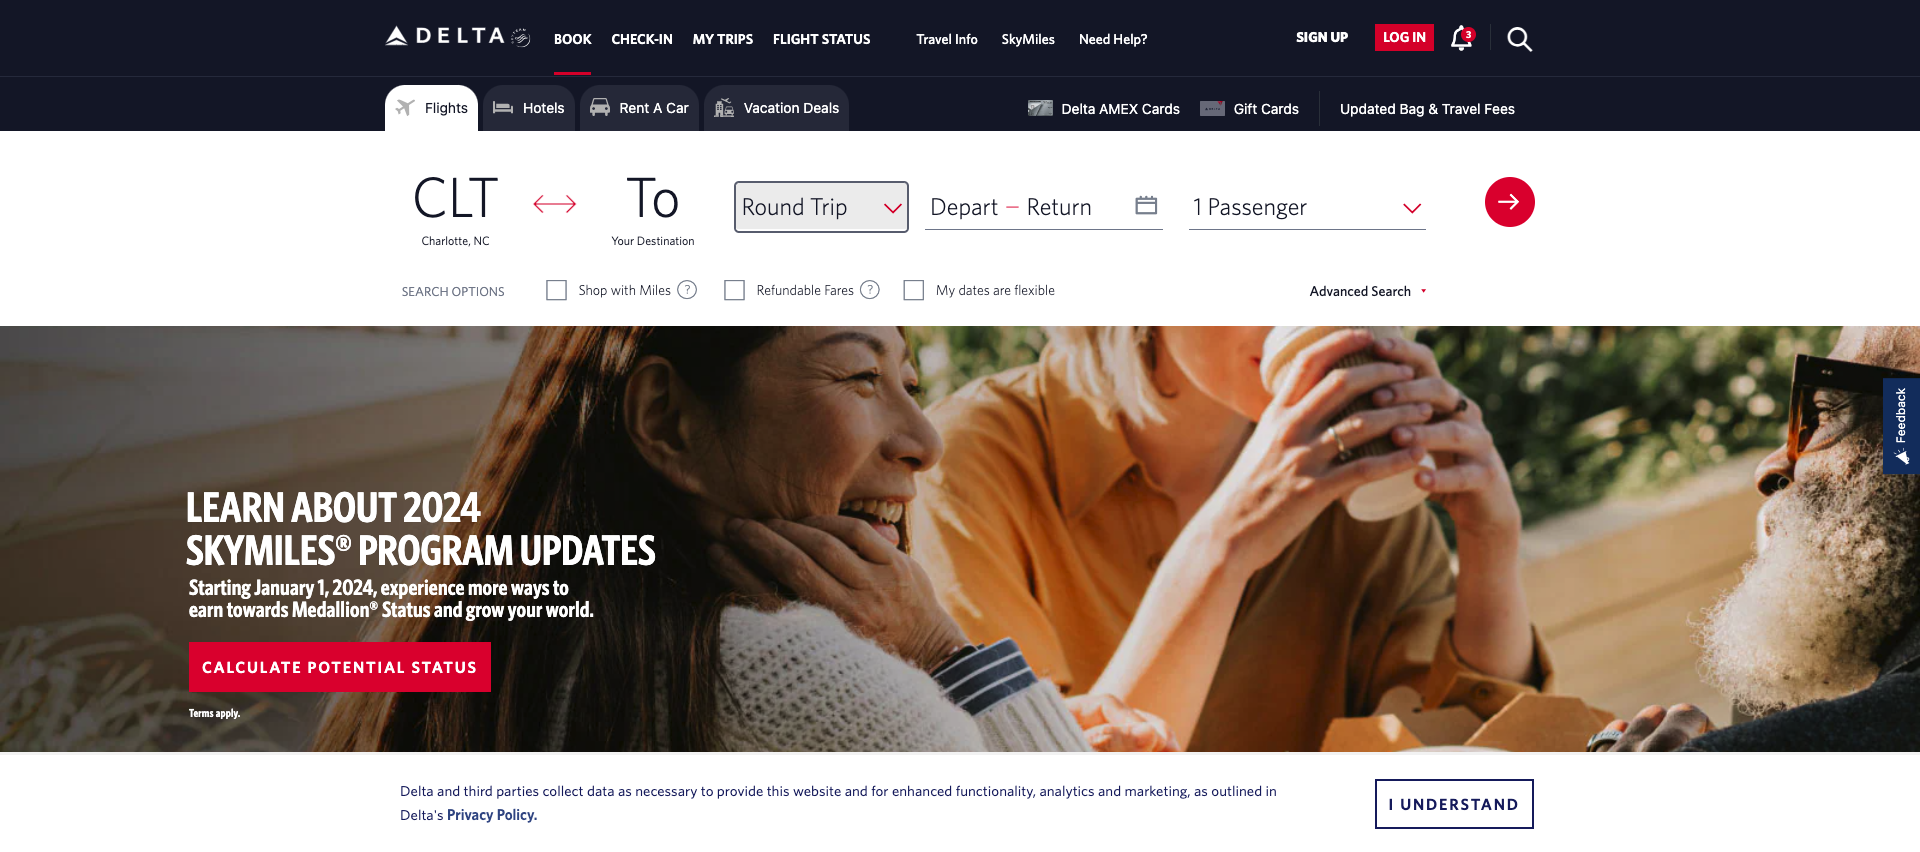 DELTA
BOOK
CHECK-IN
MY TRIPS
FLIGHT STATUS
Travel Info
SkyMiles
Need Help?
SIGN UP
LOG IN
3
Flights
Hotels
Rent A Car
Vacation Deals
Delta AMEX Cards
Gift Cards
Updated Bag & Travel Fees
CLT
Charlotte, NC
To
Your Destination
Round Trip
Depart – Return
1 Passenger
SEARCH OPTIONS
Shop with Miles ?
Refundable Fares ?
My dates are flexible
Advanced Search
Feedback
LEARN ABOUT 2024
SKYMILES® PROGRAM UPDATES
Starting January 1, 2024, experience more ways to
earn towards Medallion® Status and grow your world.
CALCULATE POTENTIAL STATUS
Terms apply.
Delta and third parties collect data as necessary to provide this website and for enhanced functionality, analytics and marketing, as outlined in
Delta's Privacy Policy.
I UNDERSTAND